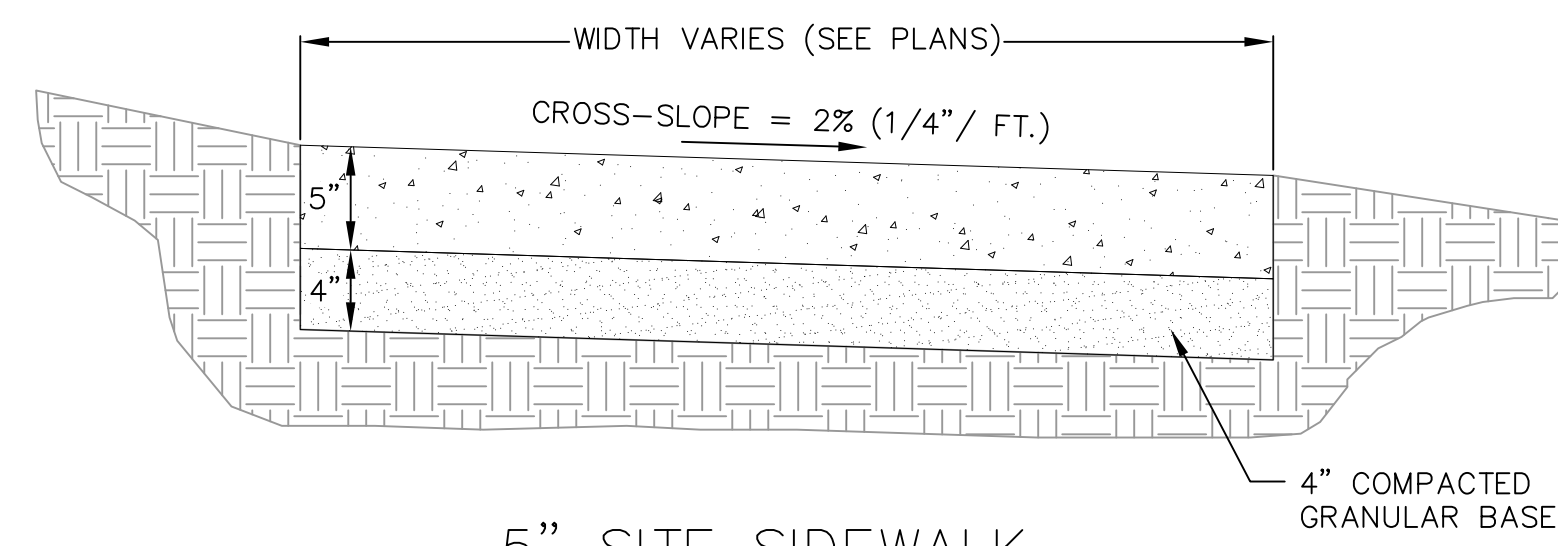 WIDTH VARIES (SEE PLANS)
CROSS-SLOPE = 2% (1/4"/ FT.)
5"
4"
4" COMPACTED
GRANULAR BASE
5" SITE SIDEWALK